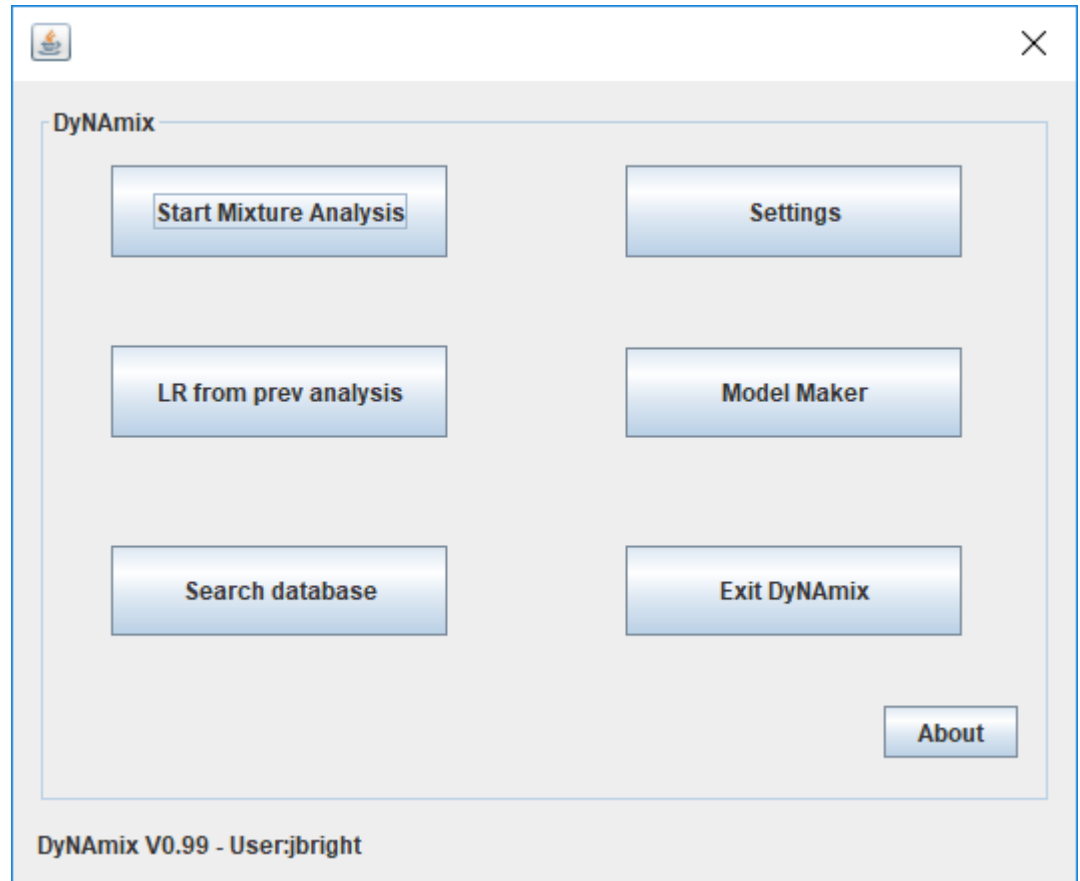 DyNAmix
Start Mixture Analysis
Settings
LR from prev analysis
Model Maker
Search database
Exit DyNAmix
About
DyNAmix V0.99 - User:jbright